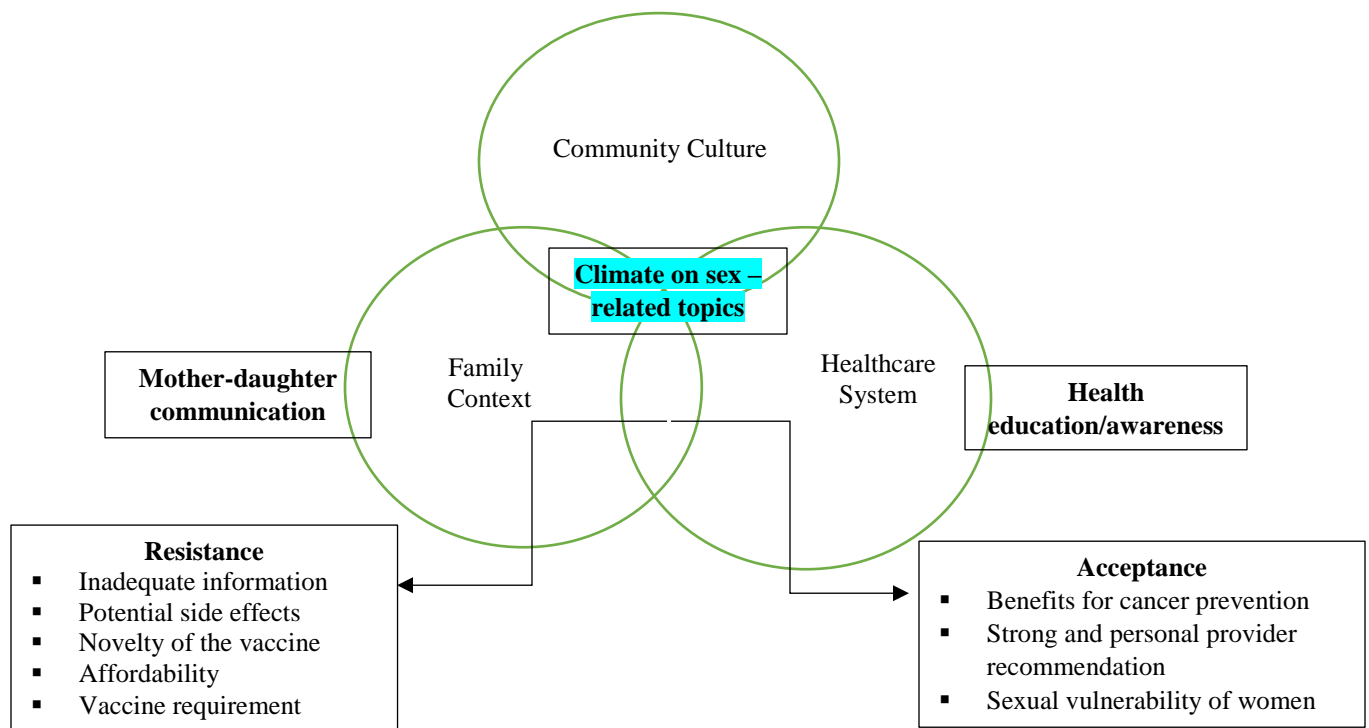 Community Culture
Climate on sex –
related topics
Family
Context
Healthcare
System
Mother-daughter
communication
Health
education/awareness
Resistance
▪ Inadequate information
▪ Potential side effects
▪ Novelty of the vaccine
▪ Affordability
▪ Vaccine requirement
Acceptance
▪ Benefits for cancer prevention
▪ Strong and personal provider
recommendation
▪ Sexual vulnerability of women